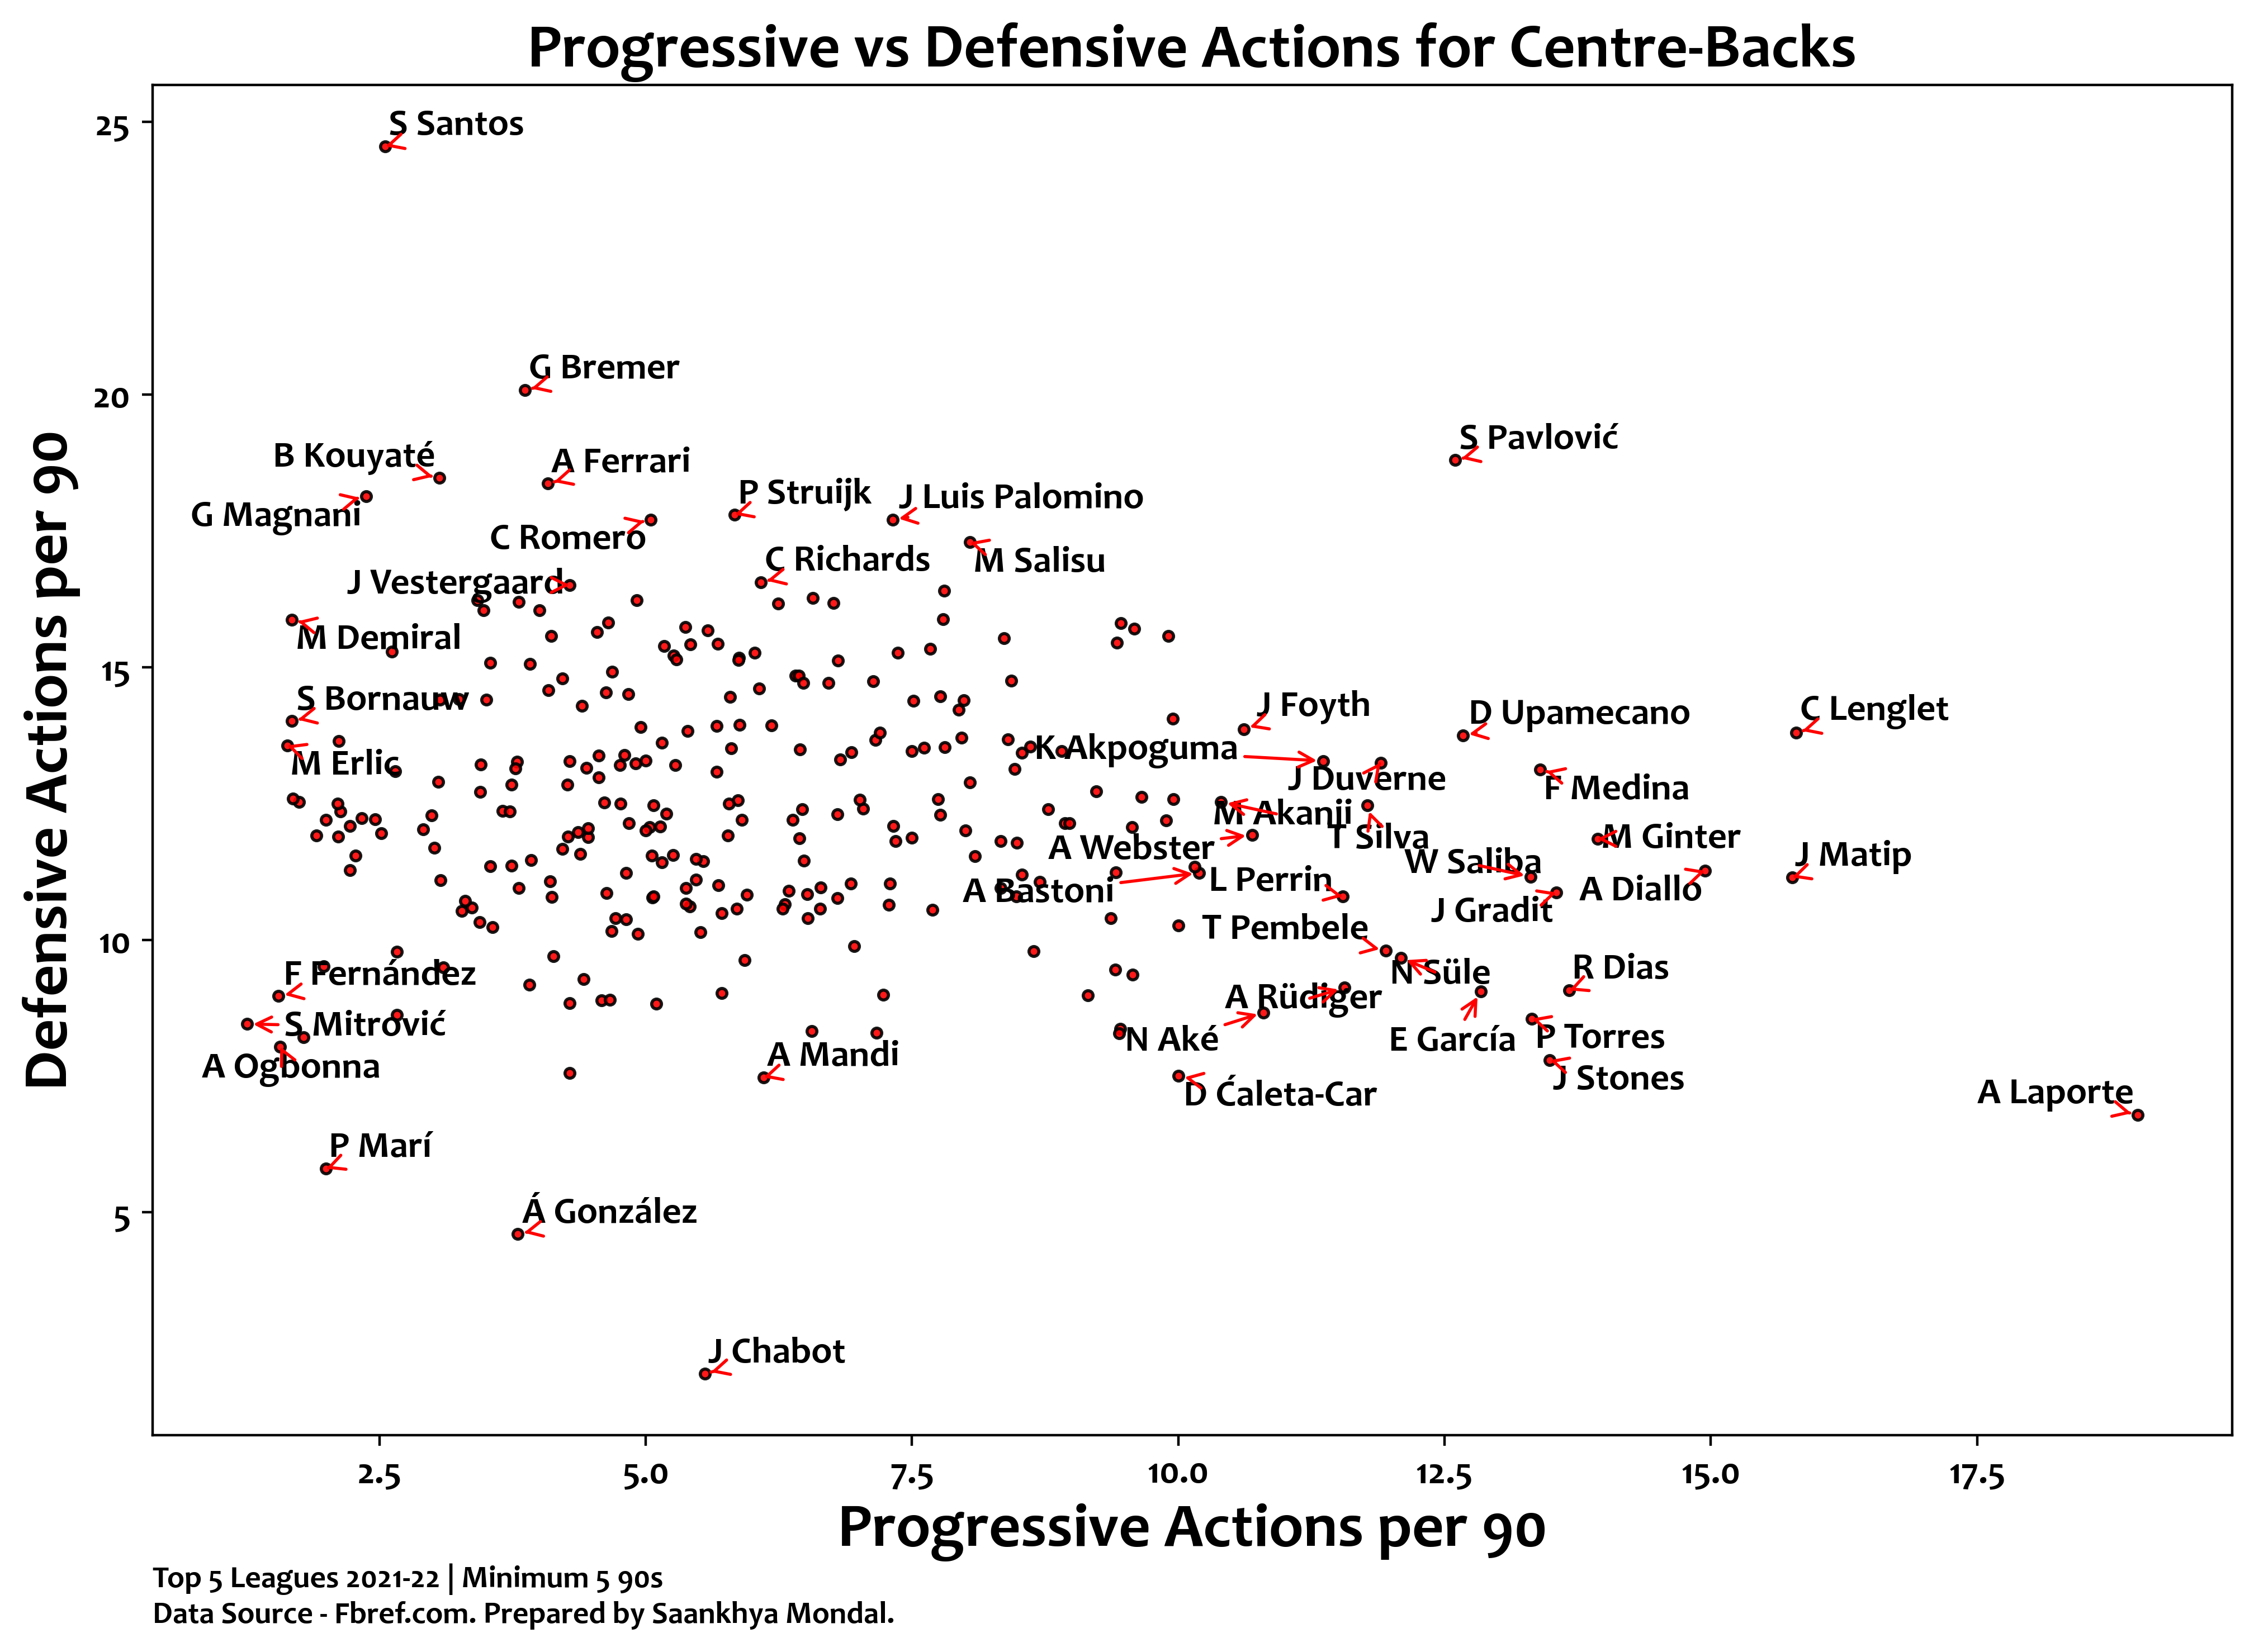 Progressive vs Defensive Actions for Centre-Backs
25
S Santos
G Bremer
20
B Kouyaté
A Ferrari
S Pavlović
G Magnani
P Struijk
J Luis Palomino
C Romero
C Richards
M Salisu
J Vestergaard
M Demiral
15
S Bornauw
J Foyth
D Upamecano
C Lenglet
M Erlic
K Akpoguma
J Duverne
F Medina
M Akanji
T Silva
M Ginter
A Webster
W Saliba
J Matip
A Bastoni
L Perrin
A Diallo
J Gradit
10
T Pembele
F Fernández
N Süle
R Dias
A Rüdiger
S Mitrović
N Aké
E García
P Torres
A Ogbonna
A Mandi
D Ćaleta-Car
J Stones
A Laporte
P Marí
5
Á González
J Chabot
Defensive Actions per 90
2.5 5.0 7.5 10.0 12.5 15.0 17.5
Progressive Actions per 90
Top 5 Leagues 2021-22 | Minimum 5 90s
Data Source - Fbref.com. Prepared by Saankhya Mondal.